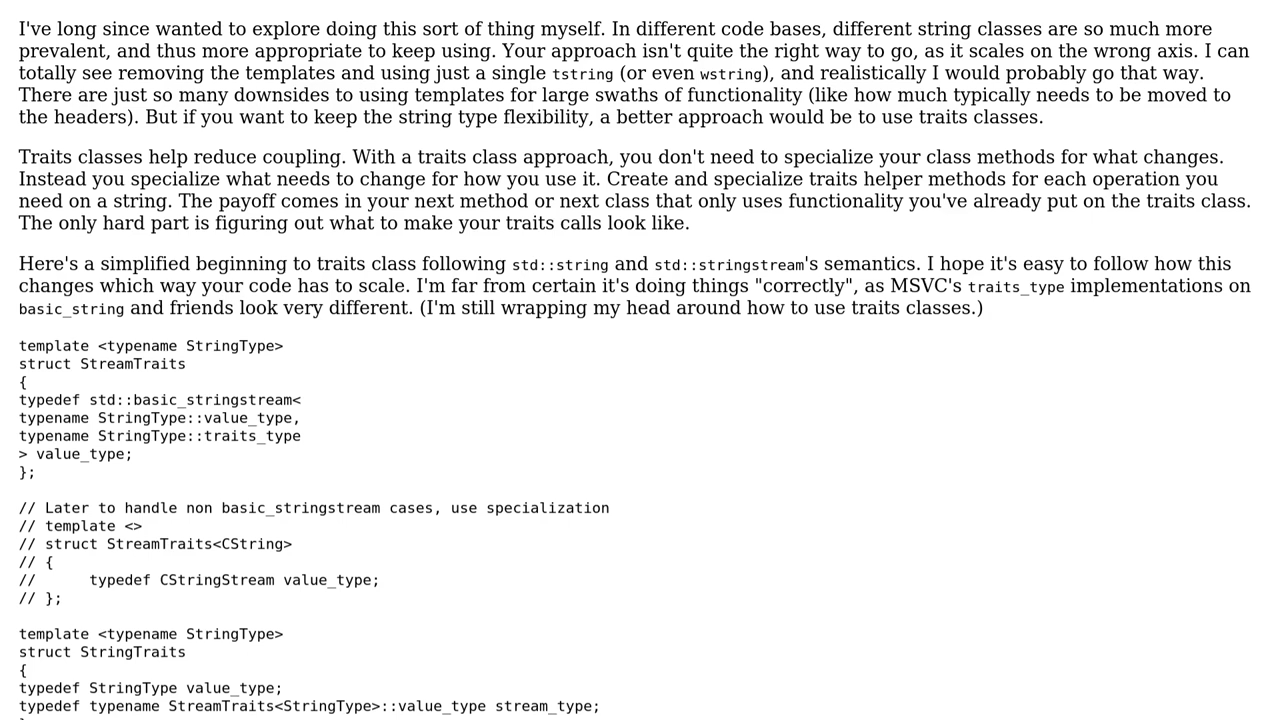 I've long since wanted to explore doing this sort of thing myself. In different code bases, different string classes are so much more
prevalent, and thus more appropriate to keep using. Your approach isn't quite the right way to go, as it scales on the wrong axis. I can
totally see removing the templates and using just a single tstring (or even wstring), and realistically I would probably go that way.
There are just so many downsides to using templates for large swaths of functionality (like how much typically needs to be moved to
the headers). But if you want to keep the string type flexibility, a better approach would be to use traits classes.
Traits classes help reduce coupling. With a traits class approach, you don't need to specialize your class methods for what changes.
Instead you specialize what needs to change for how you use it. Create and specialize traits helper methods for each operation you
need on a string. The payoff comes in your next method or next class that only uses functionality you've already put on the traits class.
The only hard part is figuring out what to make your traits calls look like.
Here's a simplified beginning to traits class following std::string and std::stringstream's semantics. I hope it's easy to follow how this
changes which way your code has to scale. I'm far from certain it's doing things "correctly", as MSVC's traits_type implementations on
basic_string and friends look very different. (I'm still wrapping my head around how to use traits classes.)
template <typename StringType>
struct StreamTraits
{
typedef std::basic_stringstream<
typename StringType::value_type,
typename StringType::traits_type
> value_type;
};
// Later to handle non basic_stringstream cases, use specialization
// template <>
// struct StreamTraits<CString>
// {
//      typedef CStringStream value_type;
// };
template <typename StringType>
struct StringTraits
{
typedef StringType value_type;
typedef typename StreamTraits<StringType>::value_type stream_type;